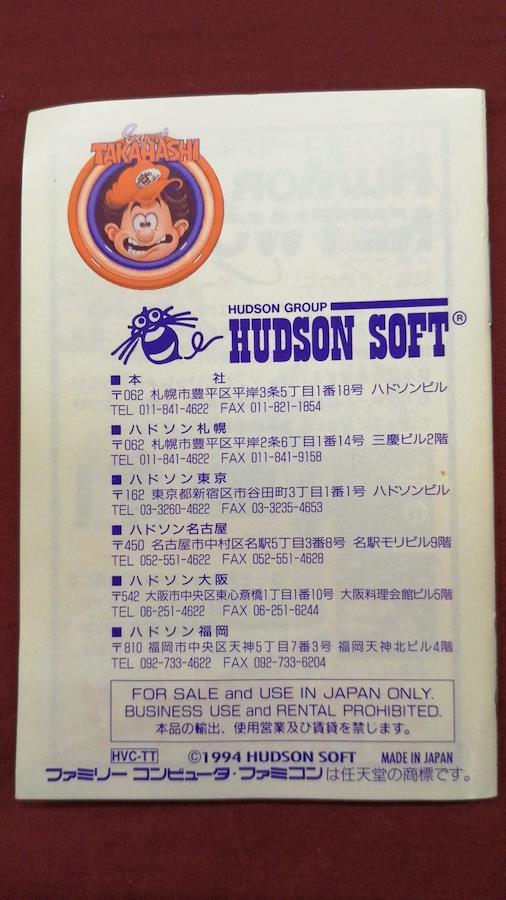 TAKAHASHI
HUDSON GROUP
HUDSON SOFT®
■ 本 社
〒062 札幌市豊平区平岸3条5丁目1番18号 ハドソンビル
TEL 011-841-4622 FAX 011-821-1854
■ ハドソン札幌
〒062 札幌市豊平区平岸2条6丁目1番14号 三慶ビル2階
TEL 011-841-4622 FAX 011-841-9158
■ ハドソン東京
〒162 東京都新宿区市谷田町3丁目1番1号 ハドソンビル
TEL 03-3260-4622 FAX 03-3235-4653
■ ハドソン名古屋
〒450 名古屋市中村区名駅5丁目3番8号 名駅モリビル9階
TEL 052-551-4622 FAX 052-551-4628
■ ハドソン大阪
〒542 大阪市中央区東心斎橋1丁目1番10号 大阪料理会館ビル5階
TEL 06-251-4622 FAX 06-251-6244
■ ハドソン福岡
〒810 福岡市中央区天神5丁目7番3号 福岡天神北ビル4階
TEL 092-733-4622 FAX 092-733-6204
FOR SALE and USE IN JAPAN ONLY.
BUSINESS USE and RENTAL PROHIBITED.
本品の輸出、使用営業及び賃貸を禁じます。
HVC-TT ©1994 HUDSON SOFT MADE IN JAPAN
ファミリーコンピュータ・ファミコンは任天堂の商標です。